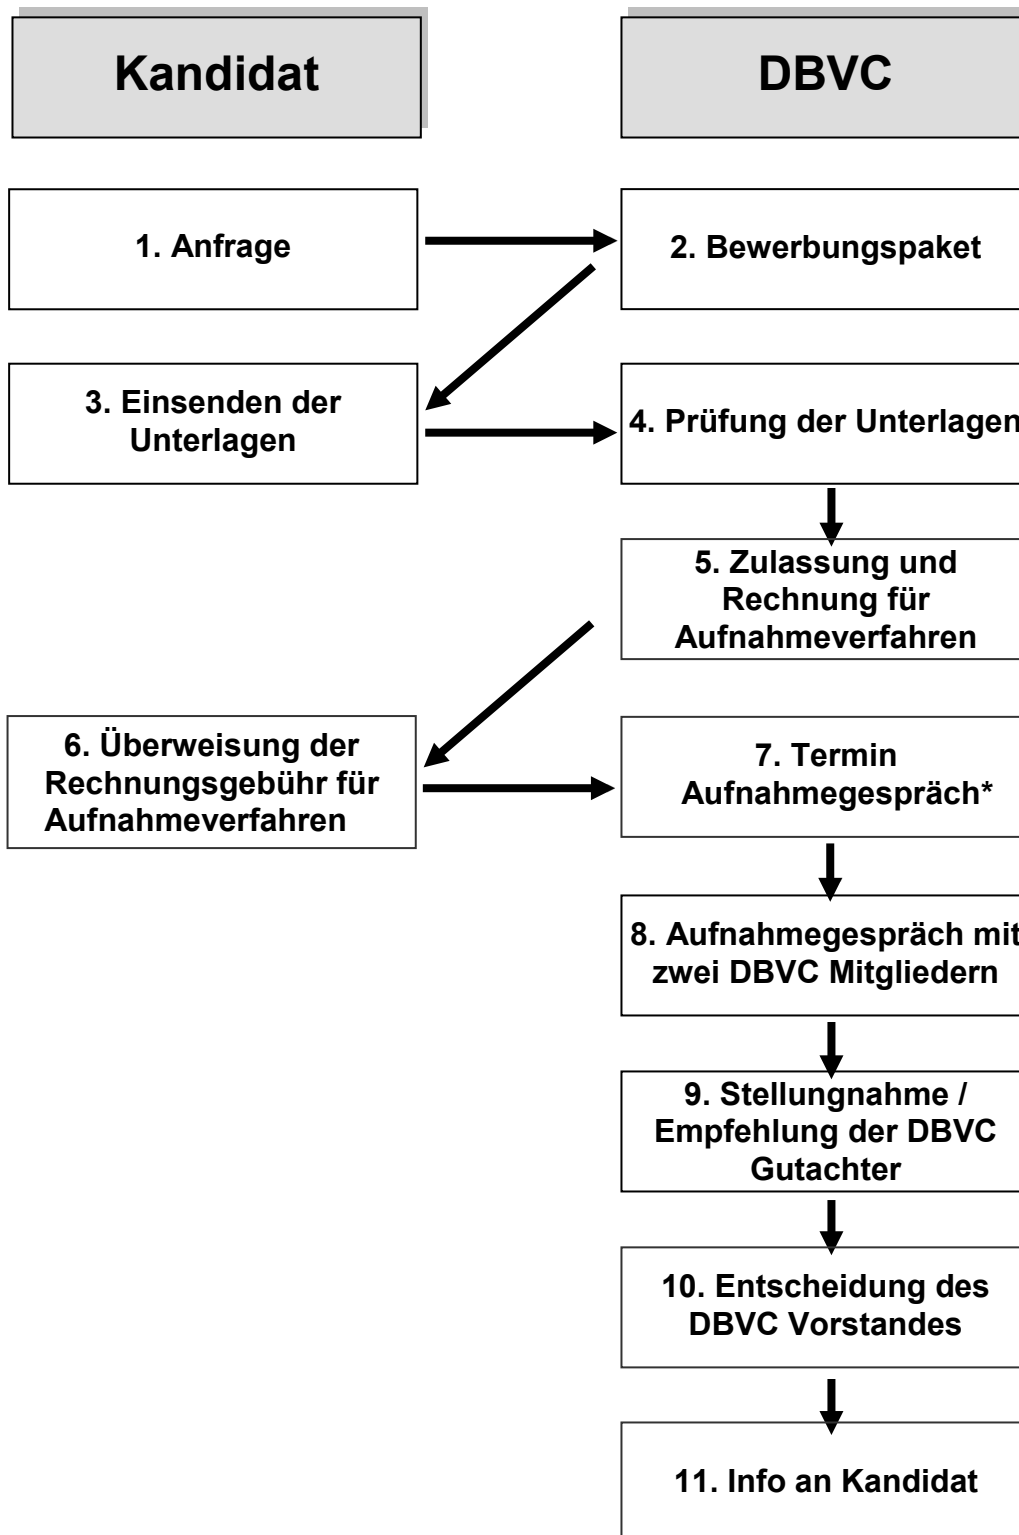 Kandidat
DBVC
1. Anfrage
2. Bewerbungspaket
3. Einsenden der
Unterlagen
4. Prüfung der Unterlagen
5. Zulassung und
Rechnung für
Aufnahmeverfahren
6. Überweisung der
Rechnungsgebühr für
Aufnahmeverfahren
7. Termin
Aufnahmegespräch*
8. Aufnahmegespräch mit
zwei DBVC Mitgliedern
9. Stellungnahme /
Empfehlung der DBVC
Gutachter
10. Entscheidung des
DBVC Vorstandes
11. Info an Kandidat